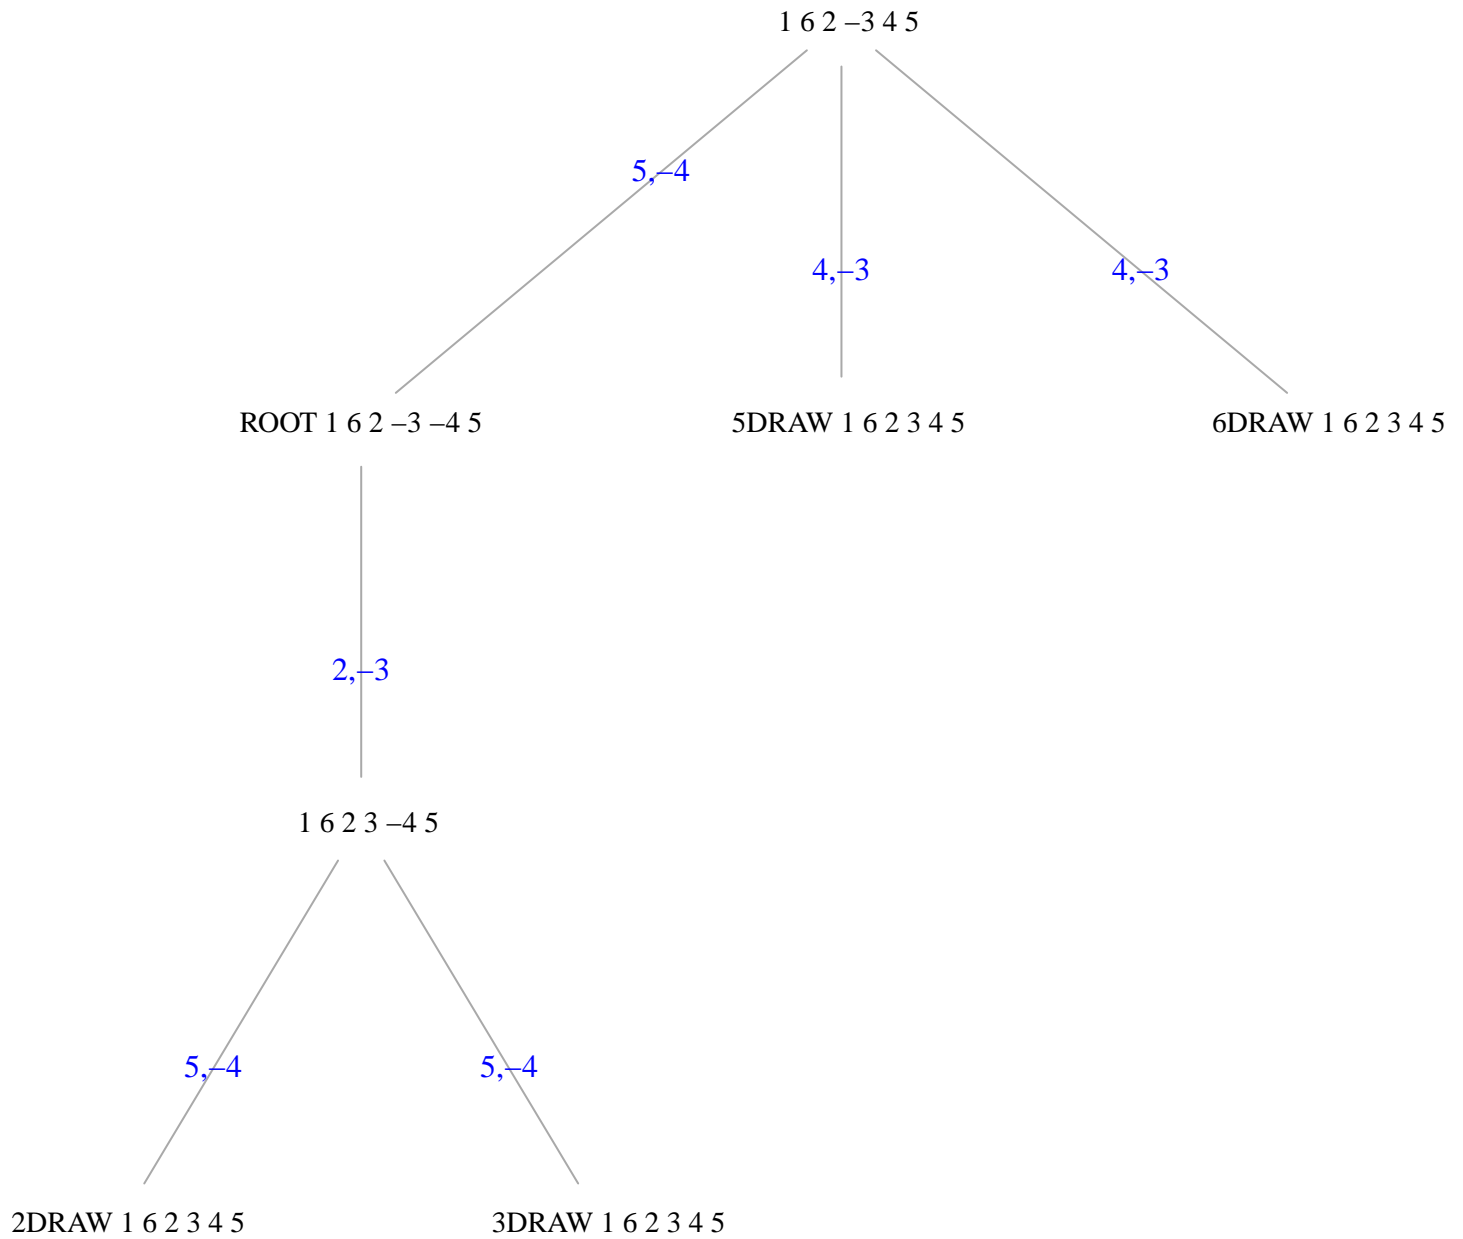 1 6 2 –3 4 5
5,–4
4,–3
4,–3
ROOT 1 6 2 –3 –4 5
5DRAW 1 6 2 3 4 5
6DRAW 1 6 2 3 4 5
2,–3
1 6 2 3 –4 5
5,–4
5,–4
2DRAW 1 6 2 3 4 5
3DRAW 1 6 2 3 4 5